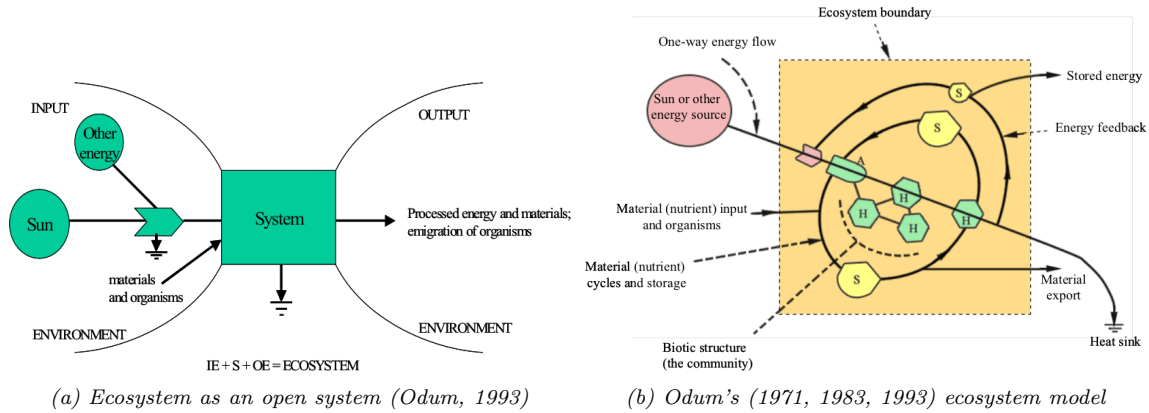 INPUT
Other
energy
Sun
System
OUTPUT
Processed energy and materials;
emigration of organisms
materials
and organisms
ENVIRONMENT
ENVIRONMENT
IE + S + OE = ECOSYSTEM
(a) Ecosystem as an open system (Odum, 1993)
Ecosystem boundary
One-way energy flow
Stored energy
Sun or other
energy source
S
S
Energy feedback
A
H
H
H
H
Material (nutrient) input
and organisms
Material (nutrient)
cycles and storage
S
Material
export
Biotic structure
(the community)
Heat sink
(b) Odum's (1971, 1983, 1993) ecosystem model